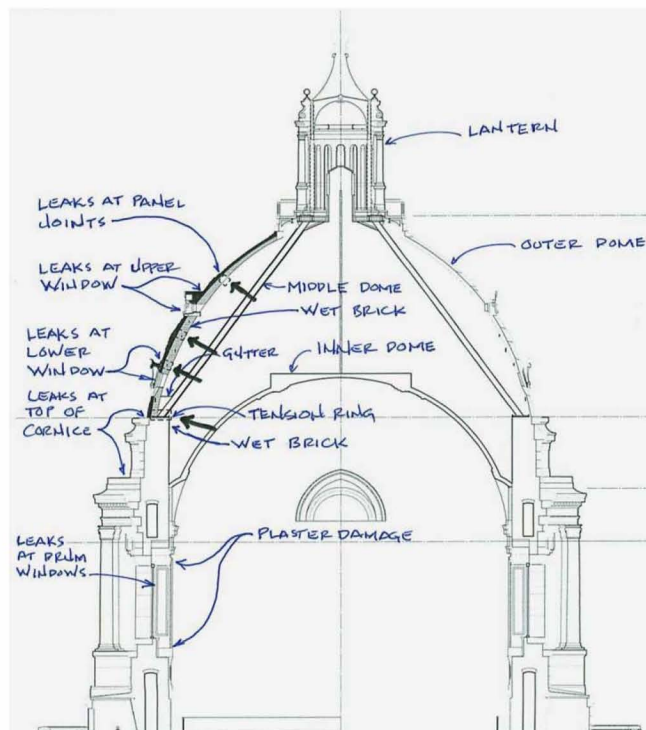 LANTERN
LEAKS AT PANEL
JOINTS
OUTER DOME
LEAKS AT UPPER
WINDOW
MIDDLE DOME
WET BRICK
LEAKS AT
LOWER
WINDOW
GUTTER
INNER DOME
LEAKS AT
TOP OF
CORNICE
TENSION RING
WET BRICK
PLASTER DAMAGE
LEAKS
AT DRUM
WINDOWS